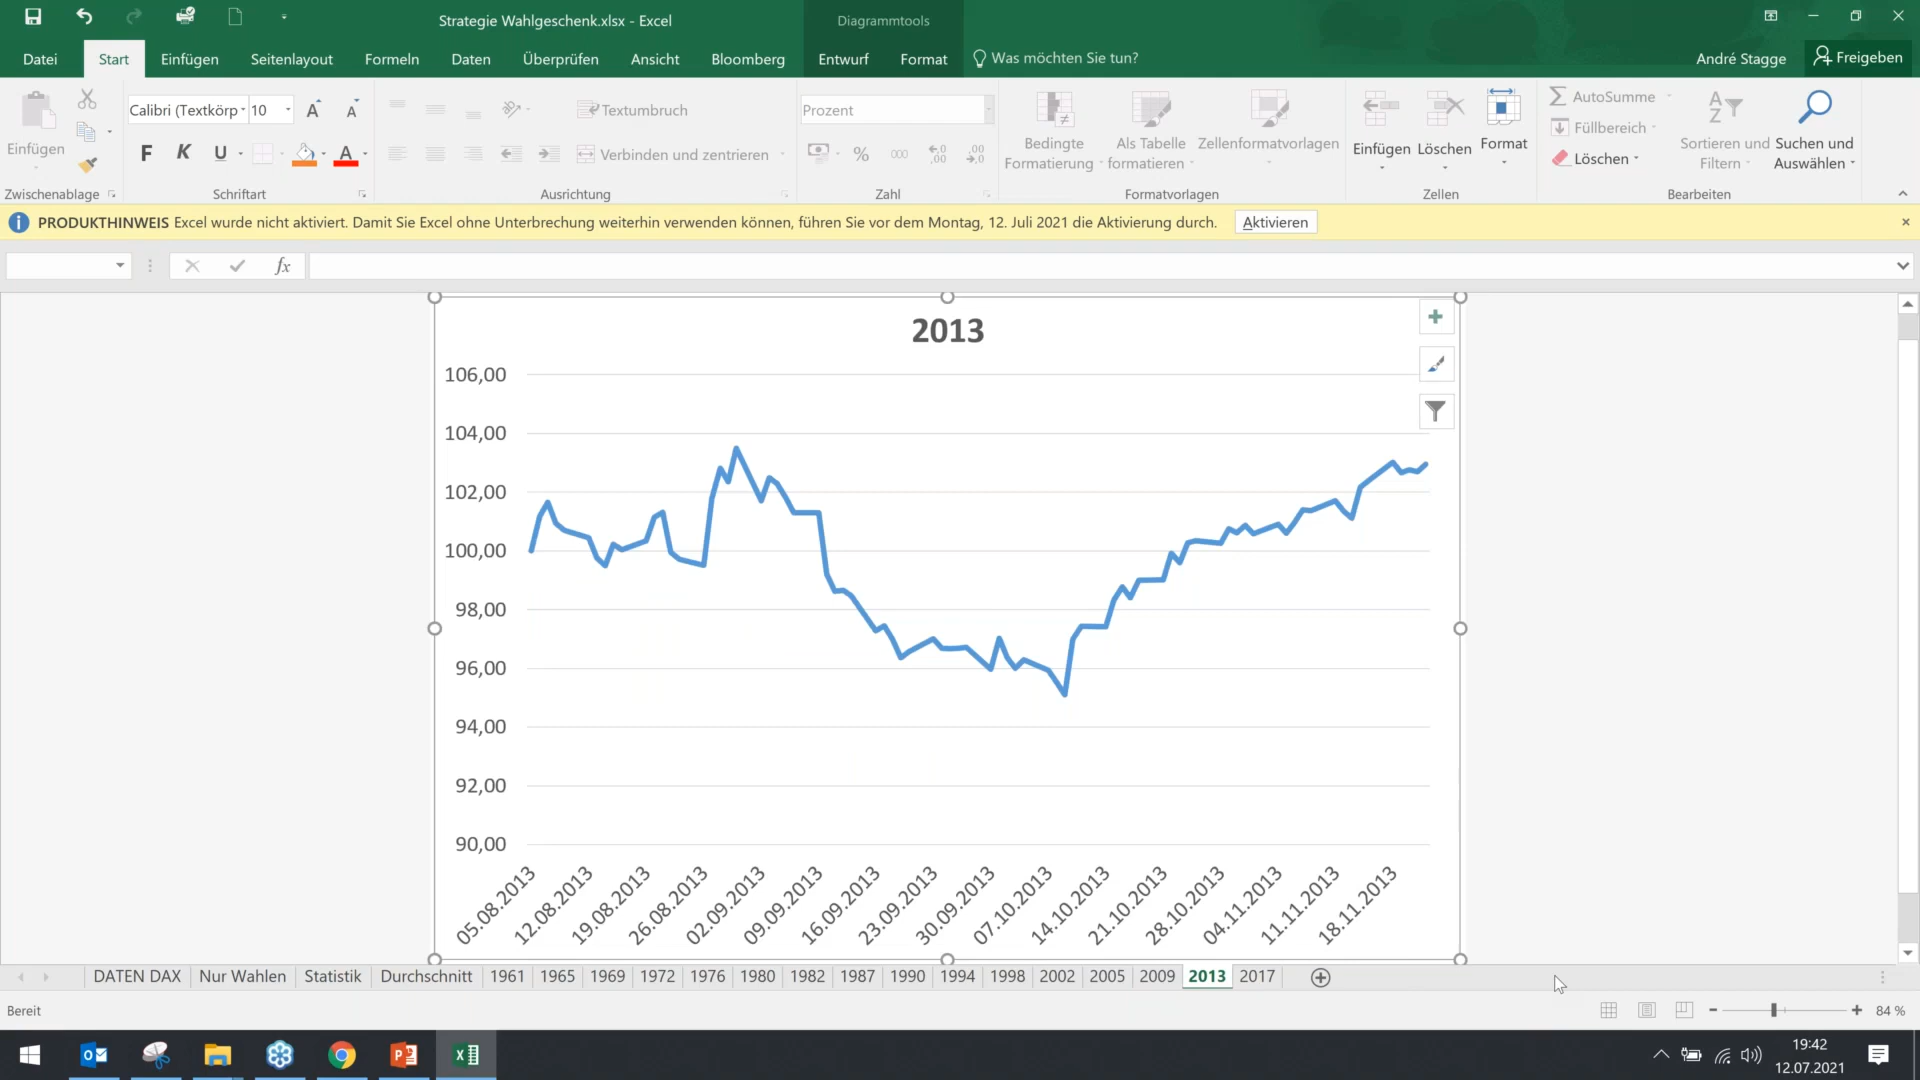 Strategie Wahlgeschenk.xlsx - Excel
Diagrammtools
Datei Start Einfügen Seitenlayout Formeln Daten Überprüfen Ansicht Bloomberg Entwurf Format Was möchten Sie tun? André Stagge Freigeben
Calibri (Textkörp 10 A A Textumbruch Prozent AutoSumme
Füllbereich
Einfügen F K U A Verbinden und zentrieren % 000 Bedingte Formatierung Als Tabelle formatieren Zellenformatvorlagen Einfügen Löschen Format Löschen Sortieren und Filtern Suchen und Auswählen
Zwischenablage Schriftart Ausrichtung Zahl Formatvorlagen Zellen Bearbeiten
PRODUKTHINWEIS Excel wurde nicht aktiviert. Damit Sie Excel ohne Unterbrechung weiterhin verwenden können, führen Sie vor dem Montag, 12. Juli 2021 die Aktivierung durch. Aktivieren
fx
2013
106,00
104,00
102,00
100,00
98,00
96,00
94,00
92,00
90,00
05.08.2013 12.08.2013 19.08.2013 26.08.2013 02.09.2013 09.09.2013 16.09.2013 23.09.2013 30.09.2013 07.10.2013 14.10.2013 21.10.2013 28.10.2013 04.11.2013 11.11.2013 18.11.2013
DATEN DAX Nur Wahlen Statistik Durchschnitt 1961 1965 1969 1972 1976 1980 1982 1987 1990 1994 1998 2002 2005 2009 2013 2017
Bereit 84 %
19:42
12.07.2021